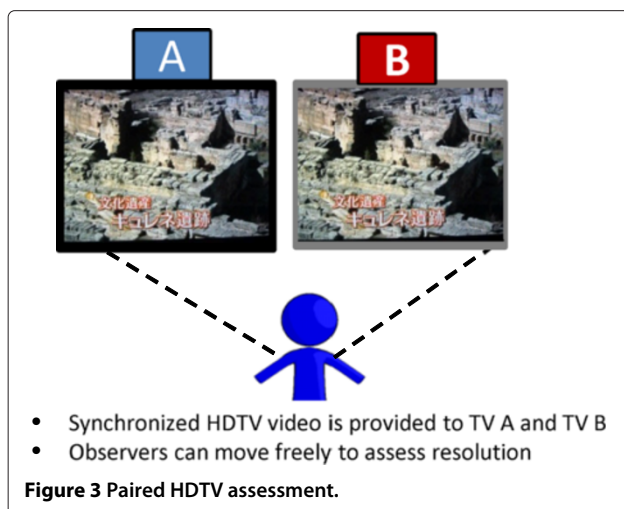 A
B
文化遺産
キュレネ遺跡
文化遺産
キュレネ遺跡
• Synchronized HDTV video is provided to TV A and TV B
• Observers can move freely to assess resolution
Figure 3 Paired HDTV assessment.